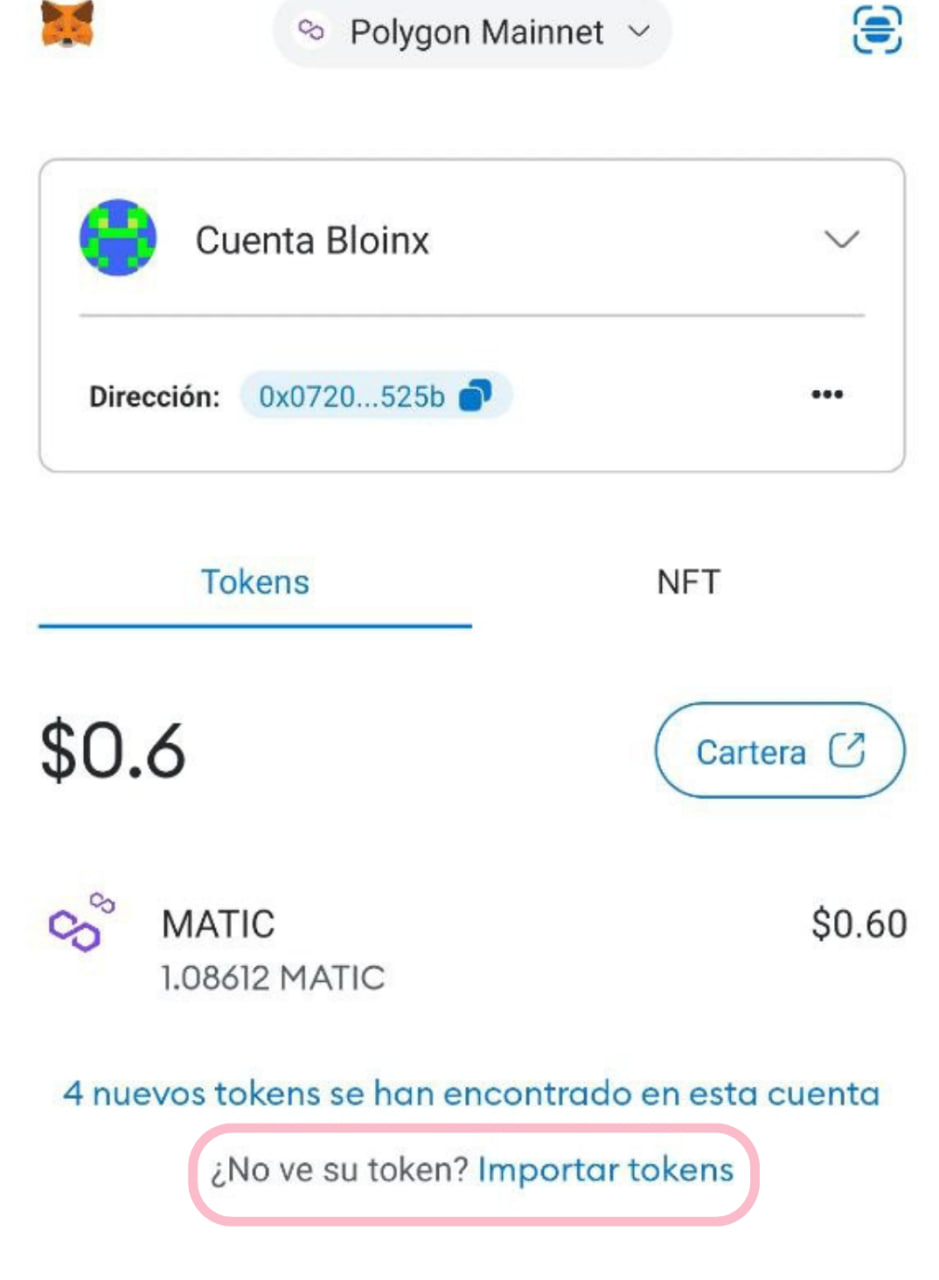 Polygon Mainnet
Cuenta Bloinx
Dirección: 0x0720...525b
Tokens NFT
$0.6 Cartera
MATIC $0.60
1.08612 MATIC
4 nuevos tokens se han encontrado en esta cuenta
¿No ve su token? Importar tokens